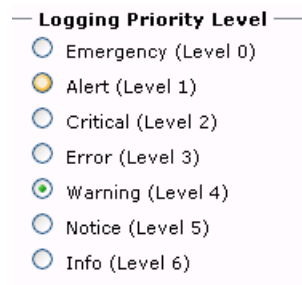 Logging Priority Level
Emergency (Level 0)
Alert (Level 1)
Critical (Level 2)
Error (Level 3)
Warning (Level 4)
Notice (Level 5)
Info (Level 6)